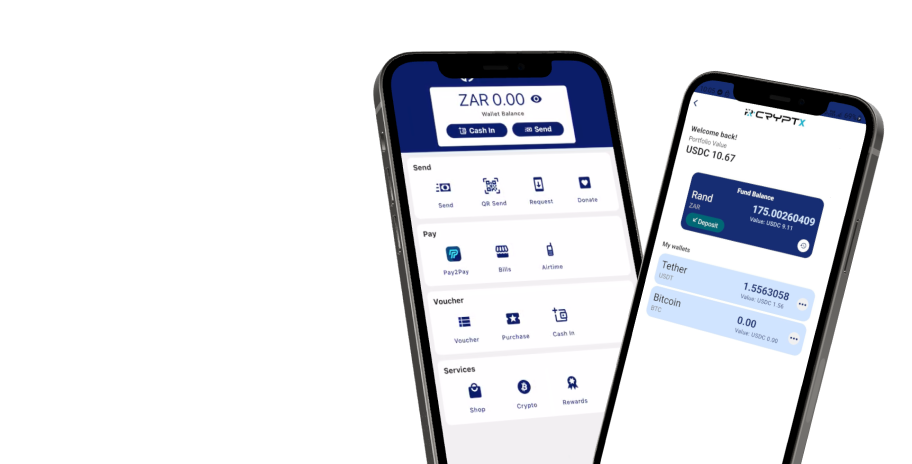 ZAR 0.00
Wallet Balance
Cash In
Send
Send
Send
QR Send
Request
Donate
Pay
Pay2Pay
Bills
Airtime
Voucher
Voucher
Purchase
Cash In
Services
Shop
Crypto
Rewards
CRYPTX
Welcome back!
Portfolio Value
USDC 10.67
Fund Balance
Rand
175.00260409
ZAR
Value: USDC 9.11
Deposit
My wallets
Tether
1.5563058
USDT
Value: USDC 1.56
Bitcoin
0.00
BTC
Value: USDC 0.00